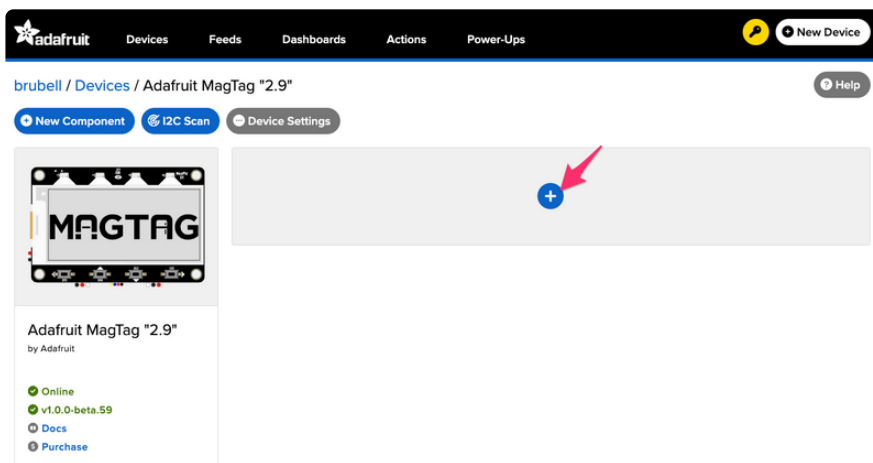 adafruit Devices Feeds Dashboards Actions Power-Ups New Device
brubell / Devices / Adafruit MagTag "2.9"
Help
New Component I2C Scan Device Settings
MAGTAG
Adafruit MagTag "2.9"
by Adafruit
Online
v1.0.0-beta.59
Docs
Purchase